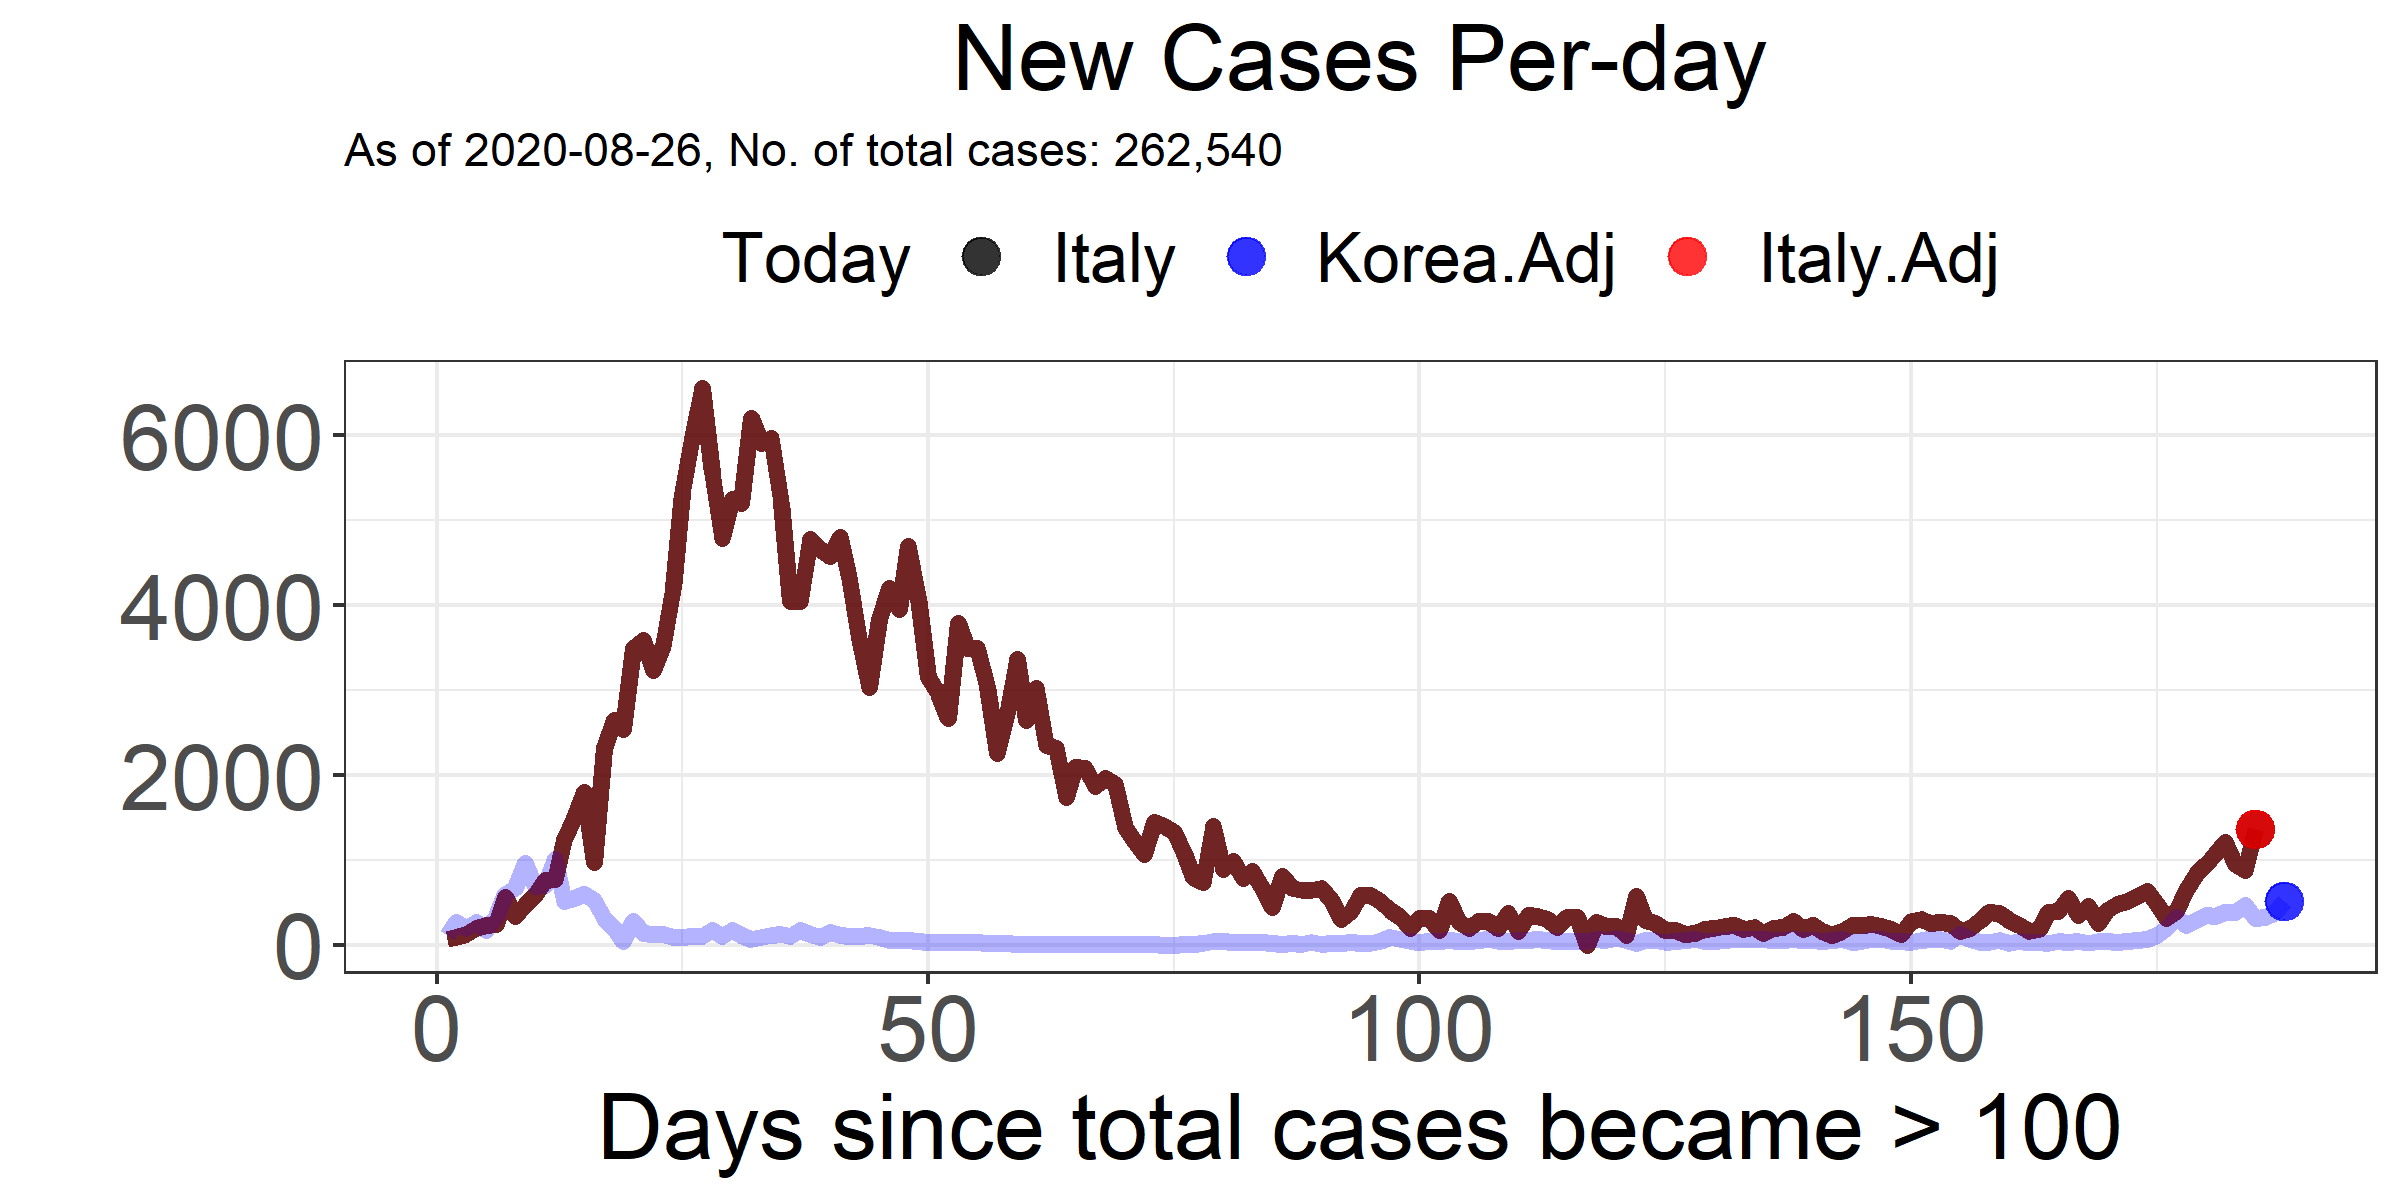 New Cases Per-day
As of 2020-08-26, No. of total cases: 262,540
Today Italy Korea.Adj Italy.Adj
6000
4000
2000
0
0 50 100 150
Days since total cases became > 100